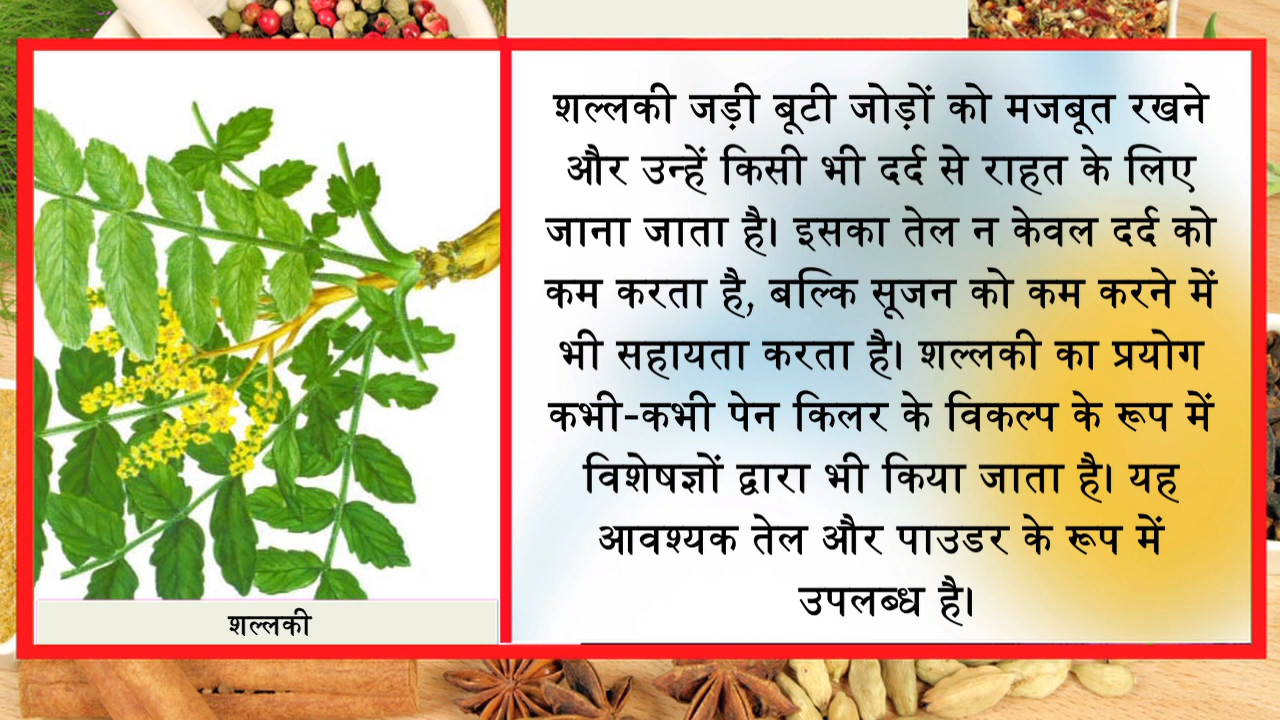 शल्लकी जड़ी बूटी जोड़ों को मजबूत रखने
और उन्हें किसी भी दर्द से राहत के लिए
जाना जाता है। इसका तेल न केवल दर्द को
कम करता है, बल्कि सूजन को कम करने में
भी सहायता करता है। शल्लकी का प्रयोग
कभी-कभी पेन किलर के विकल्प के रूप में
विशेषज्ञों द्वारा भी किया जाता है। यह
आवश्यक तेल और पाउडर के रूप में
उपलब्ध है।
शल्लकी